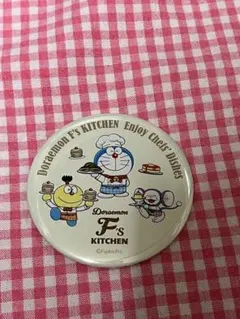 Doraemon F's KITCHEN Enjoy Chefs' Dishes
Doraemon
F's
KITCHEN
©Fujiko-Pro